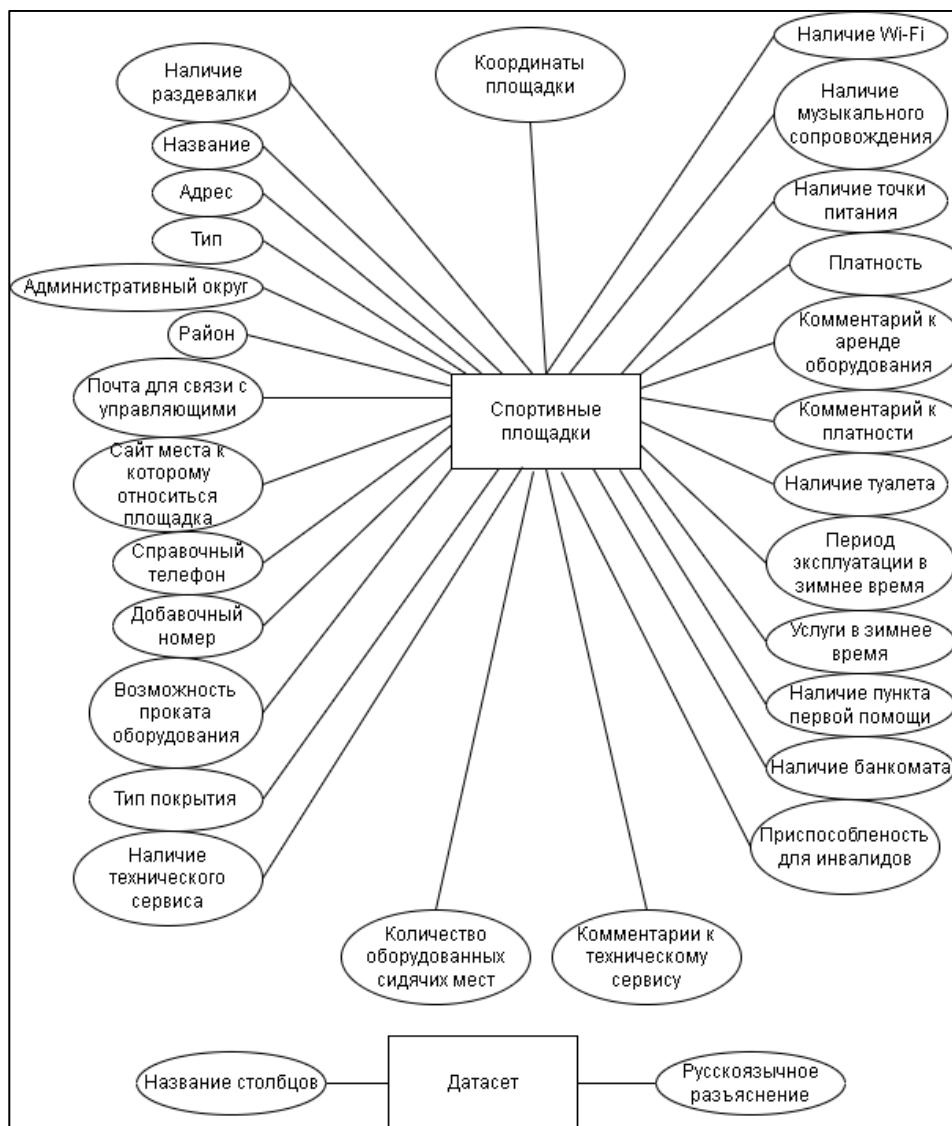 Наличие
раздевалки
Название
Адрес
Тип
Административный округ
Район
Почта для связи с
управляющими
Сайт места к
которому
относиться
площадка
Справочный
телефон
Добавочный
номер
Возможность
проката
оборудования
Тип покрытия
Наличие
технического
сервиса
Координаты
площадки
Спортивные
площадки
Количество
оборудованных
сидячих мест
Комментарии к
техническому
сервису
Наличие Wi-Fi
Наличие
музыкального
сопровождения
Наличие точки
питания
Платность
Комментарий к
аренде
оборудования
Комментарий к
платности
Наличие туалета
Период
эксплуатации в
зимнее время
Услуги в зимнее
время
Наличие пункта
первой помощи
Наличие банкомата
Приспособленость
для инвалидов
Название столбцов
Датасет
Русскоязычное
разъяснение